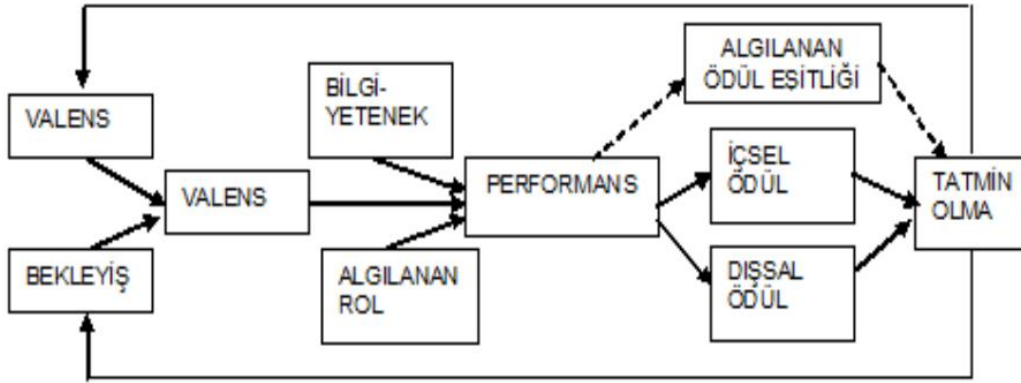 VALENS
BEKLEYİŞ
VALENS
BİLGİ-
YETENEK
ALGILANAN
ROL
PERFORMANS
ALGILANAN
ÖDÜL EŞİTLİĞİ
İÇSEL
ÖDÜL
DIŞSAL
ÖDÜL
TATMİN
OLMA